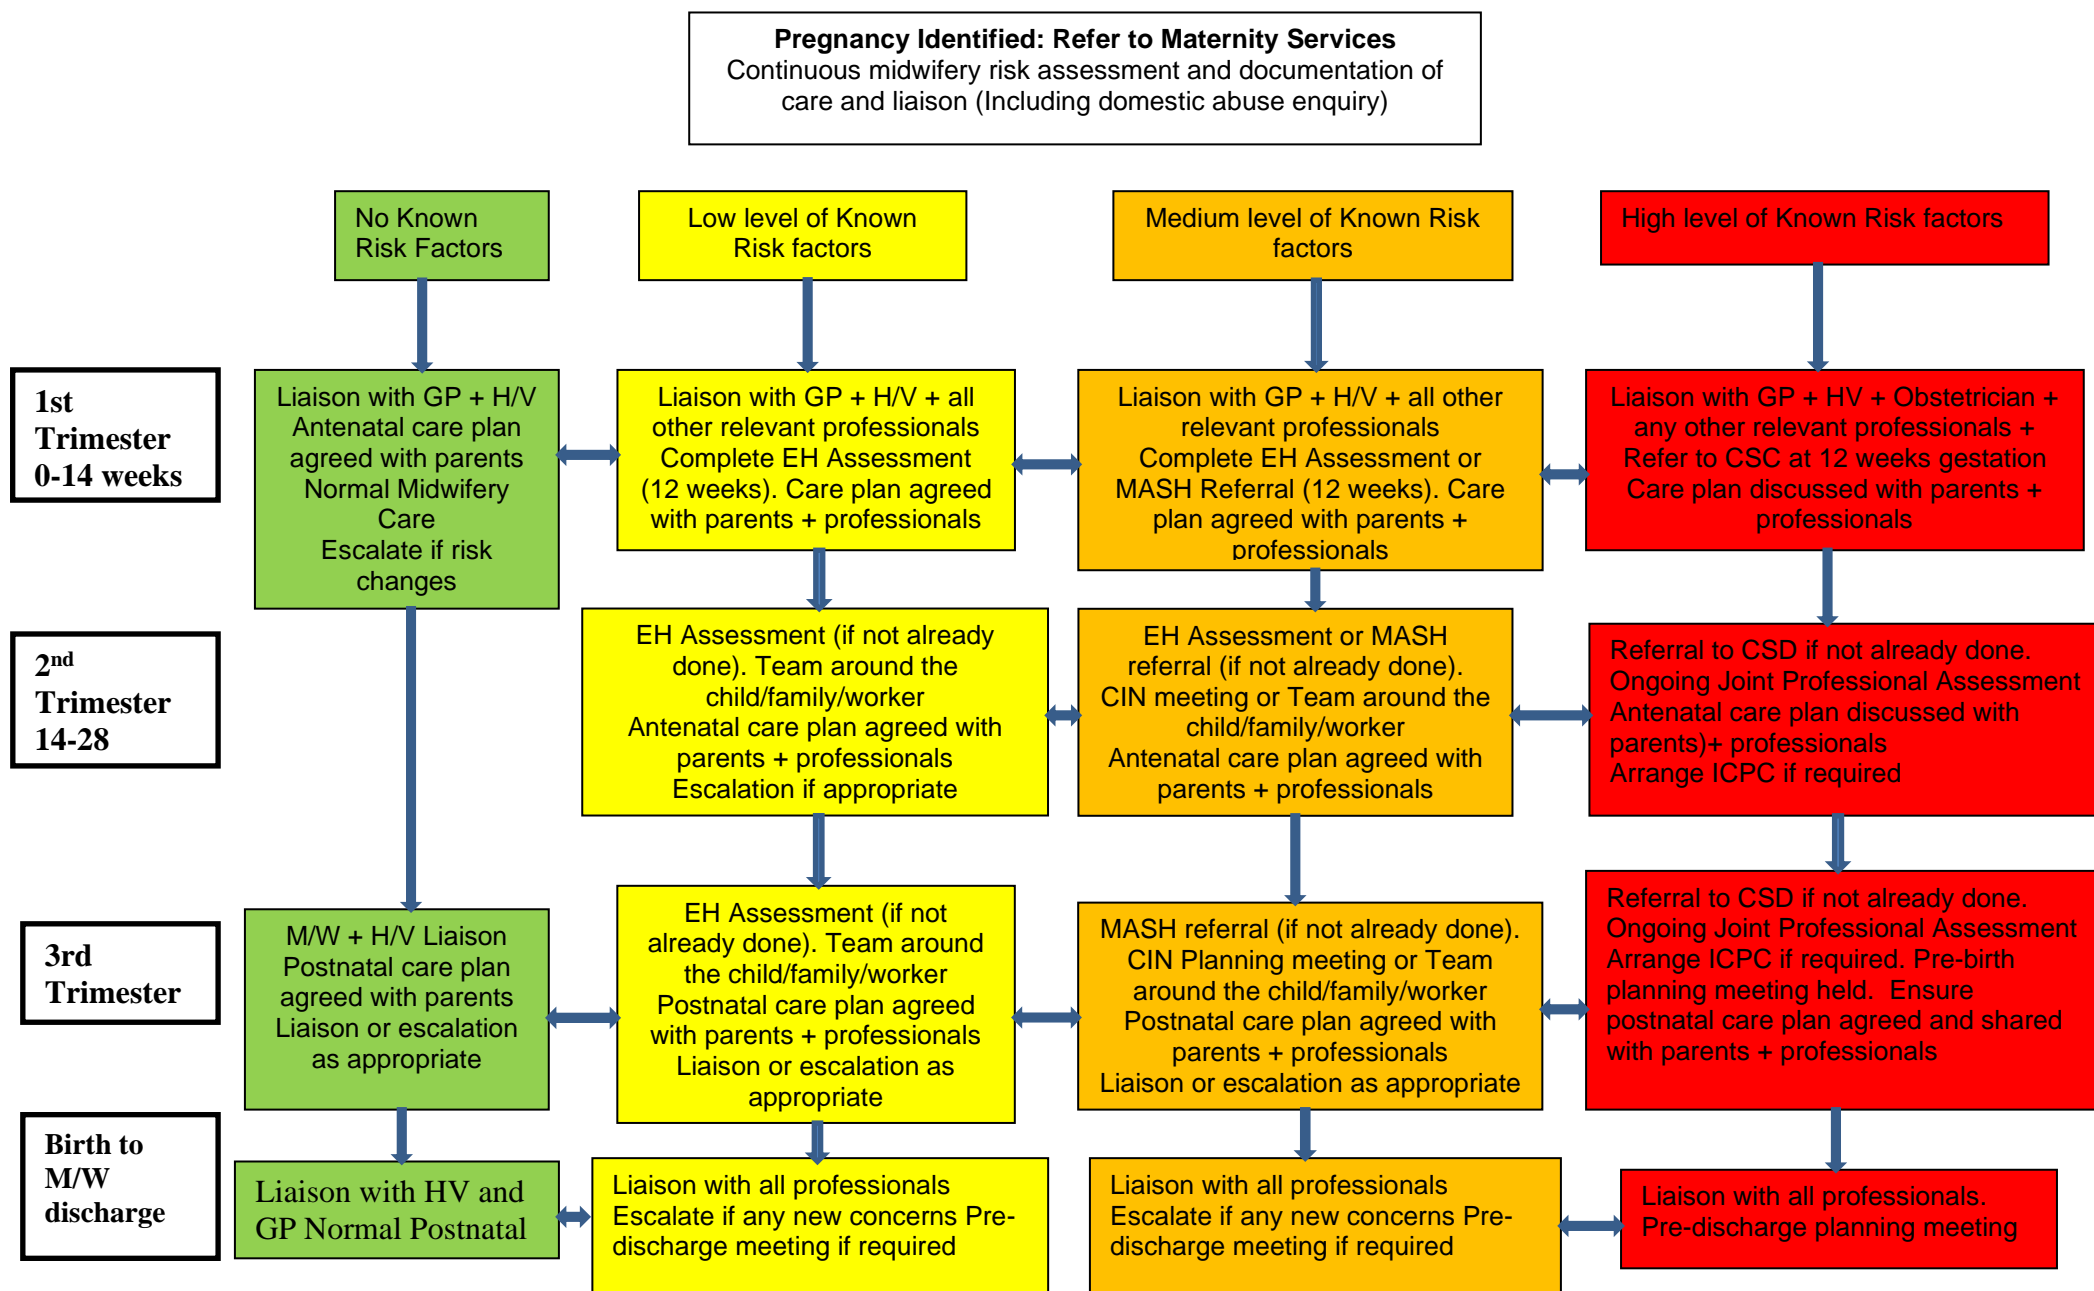 Pregnancy Identified: Refer to Maternity Services
Continuous midwifery risk assessment and documentation of
care and liaison (Including domestic abuse enquiry)
No Known
Risk Factors
Low level of Known
Risk factors
Medium level of Known Risk
factors
High level of Known Risk factors
1st
Trimester
0-14 weeks
Liaison with GP + H/V
Antenatal care plan
agreed with parents
Normal Midwifery
Care
Escalate if risk
changes
Liaison with GP + H/V + all
other relevant professionals
Complete EH Assessment
(12 weeks). Care plan agreed
with parents + professionals
Liaison with GP + H/V + all other
relevant professionals
Complete EH Assessment or
MASH Referral (12 weeks). Care
plan agreed with parents +
professionals
Liaison with GP + HV + Obstetrician +
any other relevant professionals +
Refer to CSC at 12 weeks gestation
Care plan discussed with parents +
professionals
2nd
Trimester
14-28
EH Assessment (if not already
done). Team around the
child/family/worker
Antenatal care plan agreed with
parents + professionals
Escalation if appropriate
EH Assessment or MASH
referral (if not already done).
CIN meeting or Team around the
child/family/worker
Antenatal care plan agreed with
parents + professionals
Referral to CSD if not already done.
Ongoing Joint Professional Assessment
Antenatal care plan discussed with
parents)+ professionals
Arrange ICPC if required
3rd
Trimester
M/W + H/V Liaison
Postnatal care plan
agreed with parents
Liaison or escalation
as appropriate
EH Assessment (if not
already done). Team around
the child/family/worker
Postnatal care plan agreed
with parents + professionals
Liaison or escalation as
appropriate
MASH referral (if not already done).
CIN Planning meeting or Team
around the child/family/worker
Postnatal care plan agreed with
parents + professionals
Liaison or escalation as appropriate
Referral to CSD if not already done.
Ongoing Joint Professional Assessment
Arrange ICPC if required. Pre-birth
planning meeting held.  Ensure
postnatal care plan agreed and shared
with parents + professionals
Birth to
M/W
discharge
Liaison with HV and
GP Normal Postnatal
Liaison with all professionals
Escalate if any new concerns Pre-
discharge meeting if required
Liaison with all professionals
Escalate if any new concerns Pre-
discharge meeting if required
Liaison with all professionals.
Pre-discharge planning meeting